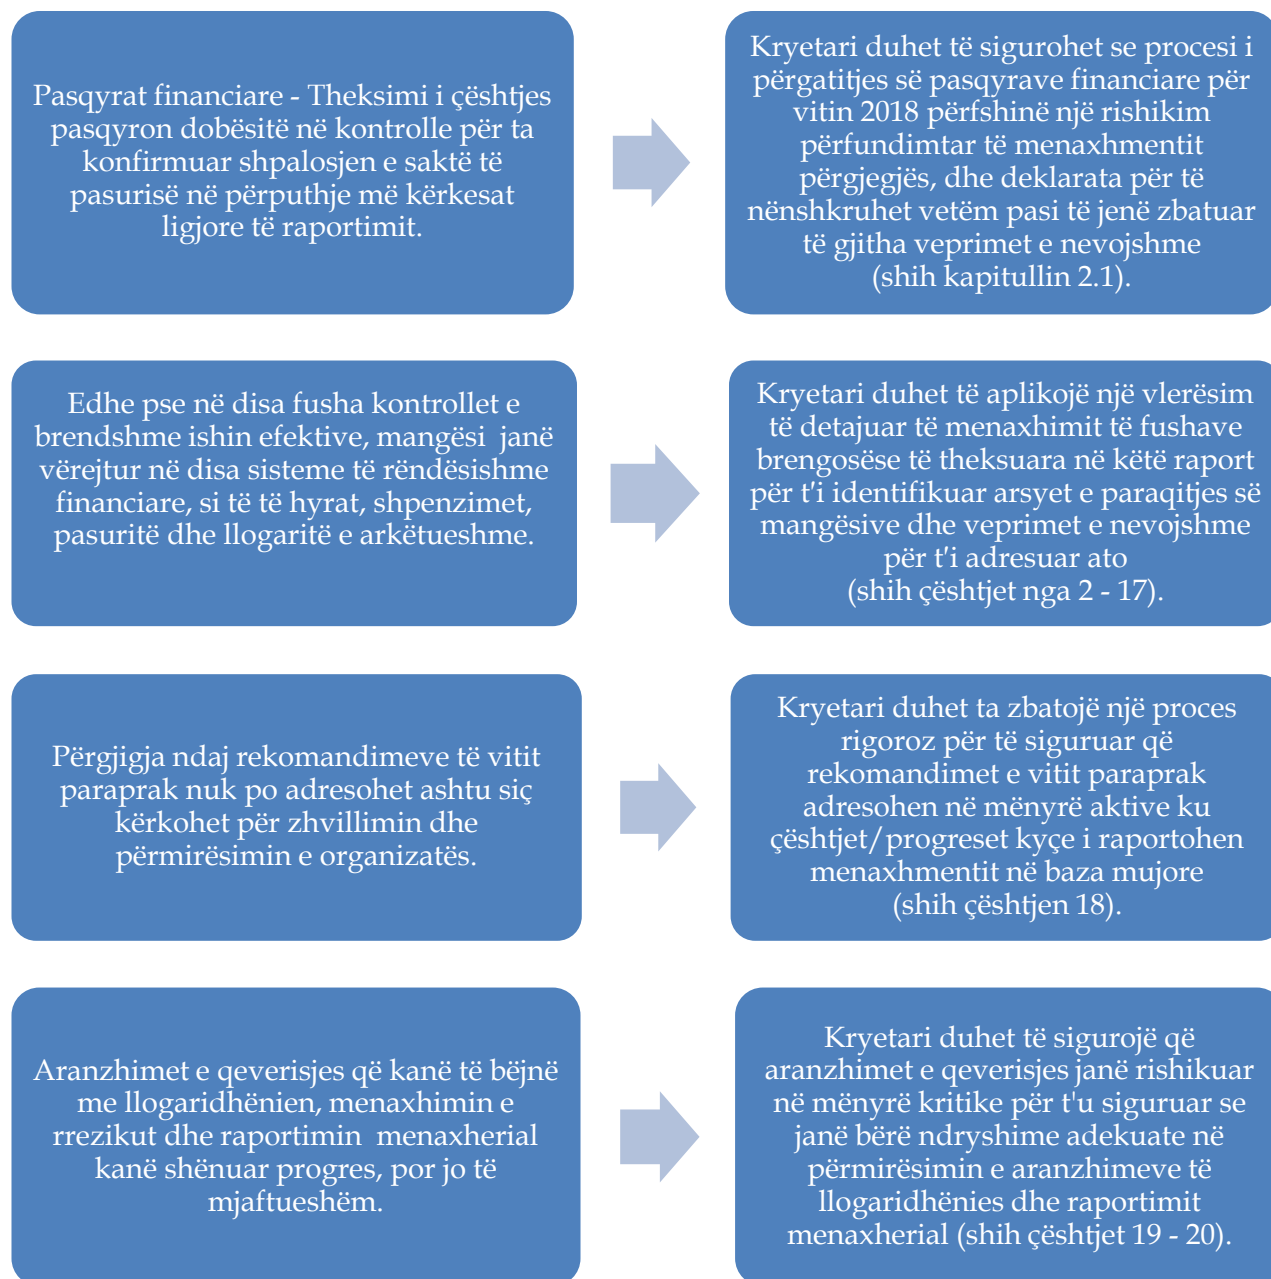 Pasqyrat financiare - Theksimi i çështjes
pasqyron dobësitë në kontrolle për ta
konfirmuar shpalosjen e saktë të
pasurisë në përputhje më kërkesat
ligjore të raportimit.
Kryetari duhet të sigurohet se procesi i
përgatitjes së pasqyrave financiare për
vitin 2018 përfshinë një rishikim
përfundimtar të menaxhmentit
përgjegjës, dhe deklarata për të
nënshkruhet vetëm pasi të jenë zbatuar
të gjitha veprimet e nevojshme
(shih kapitullin 2.1).
Edhe pse në disa fusha kontrollet e
brendshme ishin efektive, mangësi  janë
vërejtur në disa sisteme të rëndësishme
financiare, si të të hyrat, shpenzimet,
pasuritë dhe llogaritë e arkëtueshme.
Kryetari duhet të aplikojë një vlerësim
të detajuar të menaxhimit të fushave
brengosëse të theksuara në këtë raport
për t'i identifikuar arsyet e paraqitjes së
mangësive dhe veprimet e nevojshme
për t'i adresuar ato
(shih çështjet nga 2 - 17).
Përgjigja ndaj rekomandimeve të vitit
paraprak nuk po adresohet ashtu siç
kërkohet për zhvillimin dhe
përmirësimin e organizatës.
Kryetari duhet ta zbatojë një proces
rigoroz për të siguruar që
rekomandimet e vitit paraprak
adresohen në mënyrë aktive ku
çështjet/progreset kyçe i raportohen
menaxhmentit në baza mujore
(shih çështjen 18).
Aranzhimet e qeverisjes që kanë të bëjnë
me llogaridhënien, menaxhimin e
rrezikut dhe raportimin  menaxherial
kanë shënuar progres, por jo të
mjaftueshëm.
Kryetari duhet të sigurojë që
aranzhimet e qeverisjes janë rishikuar
në mënyrë kritike për t'u siguruar se
janë bërë ndryshime adekuate në
përmirësimin e aranzhimeve të
llogaridhënies dhe raportimit
menaxherial (shih çështjet 19 - 20).